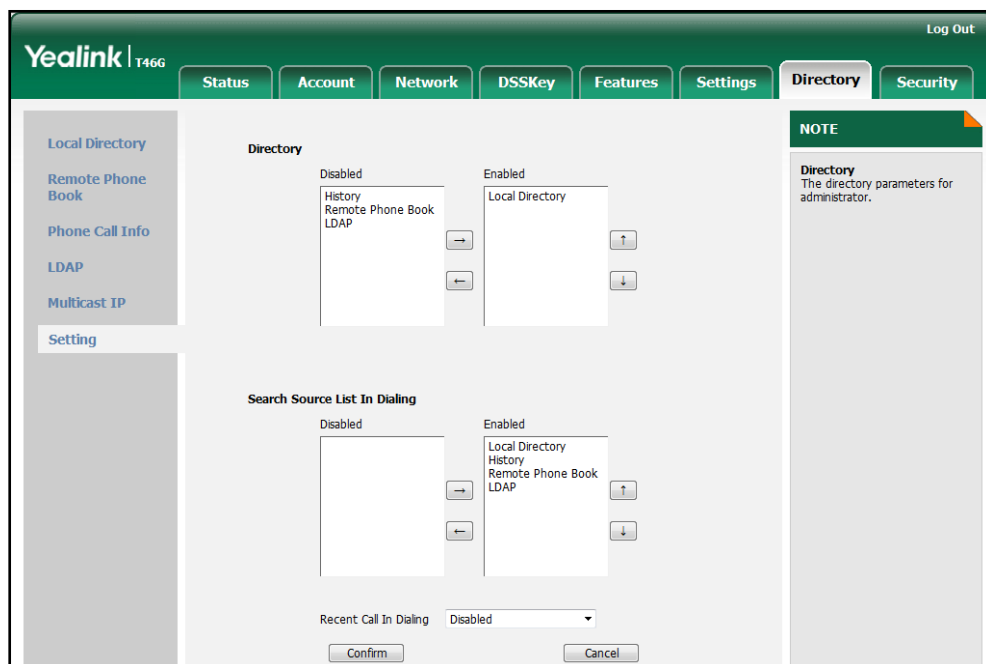 Log Out
Yealink | T46G
Status Account Network DSSKey Features Settings Directory Security
Local Directory
Remote Phone
Book
Phone Call Info
LDAP
Multicast IP
Setting
Directory
Disabled
History
Remote Phone Book
LDAP
→
←
Enabled
Local Directory
↑
↓
Search Source List In Dialing
Disabled
→
←
Enabled
Local Directory
History
Remote Phone Book
LDAP
↑
↓
Recent Call In Dialing Disabled
Confirm Cancel
NOTE
Directory
The directory parameters for
administrator.